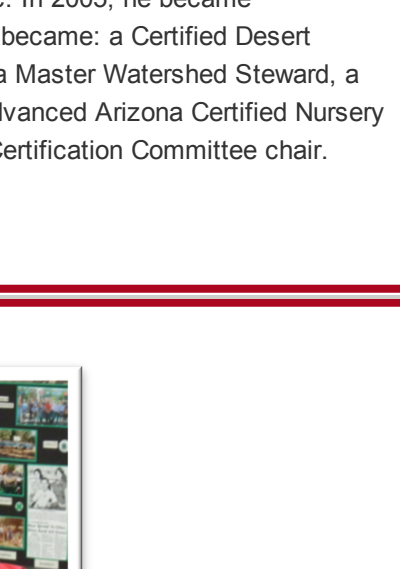 . In 2005, he became
became: a Certified Desert
a Master Watershed Steward, a
dvanced Arizona Certified Nursery
Certification Committee chair.